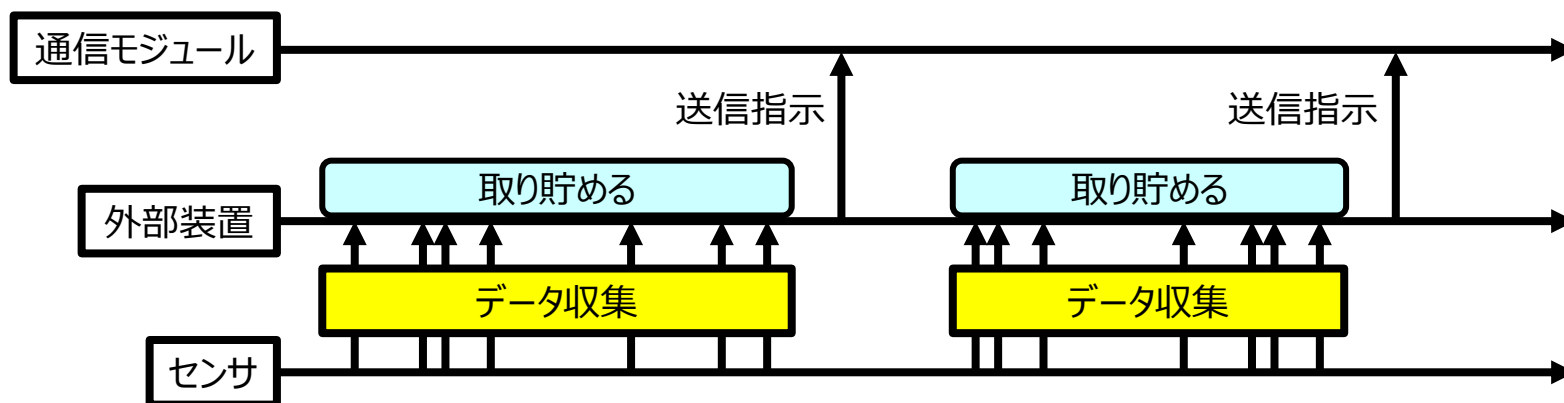 通信モジュール
送信指示
送信指示
取り貯める
取り貯める
外部装置
データ収集
データ収集
センサ